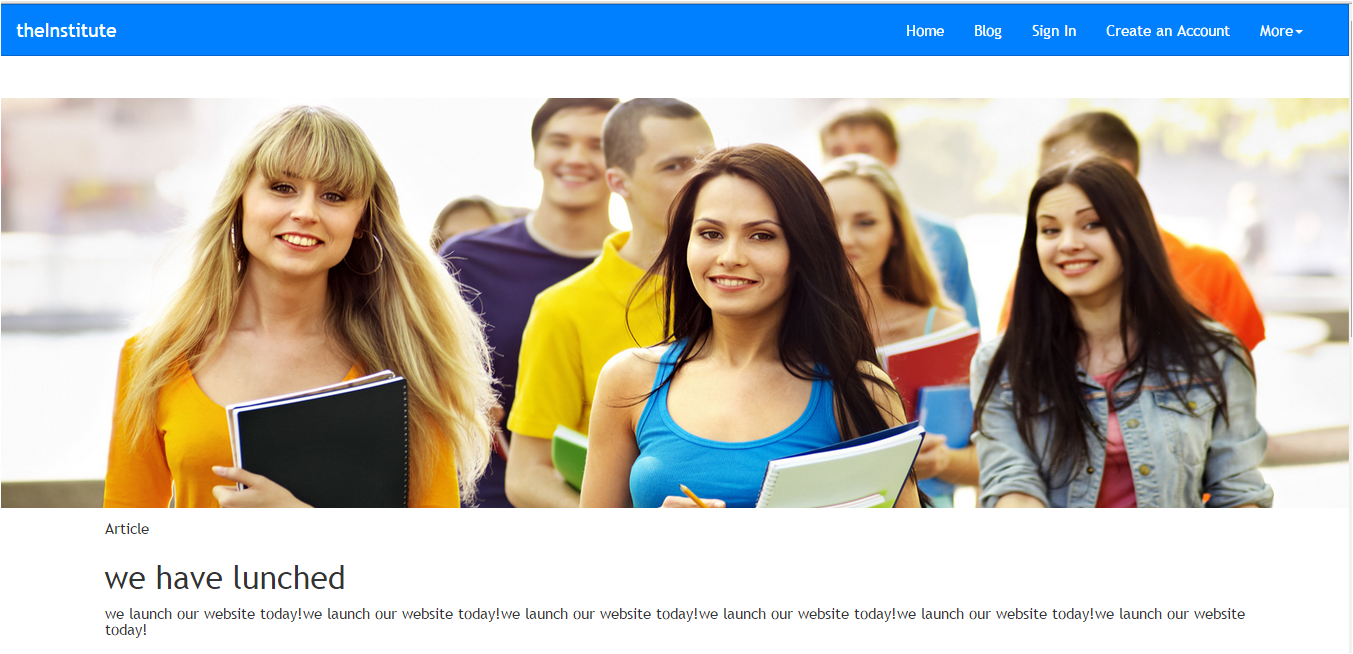 theInstitute Home Blog Sign In Create an Account More
Article
we have lunched
we launch our website today!we launch our website today!we launch our website today!we launch our website today!we launch our website today!we launch our website
today!